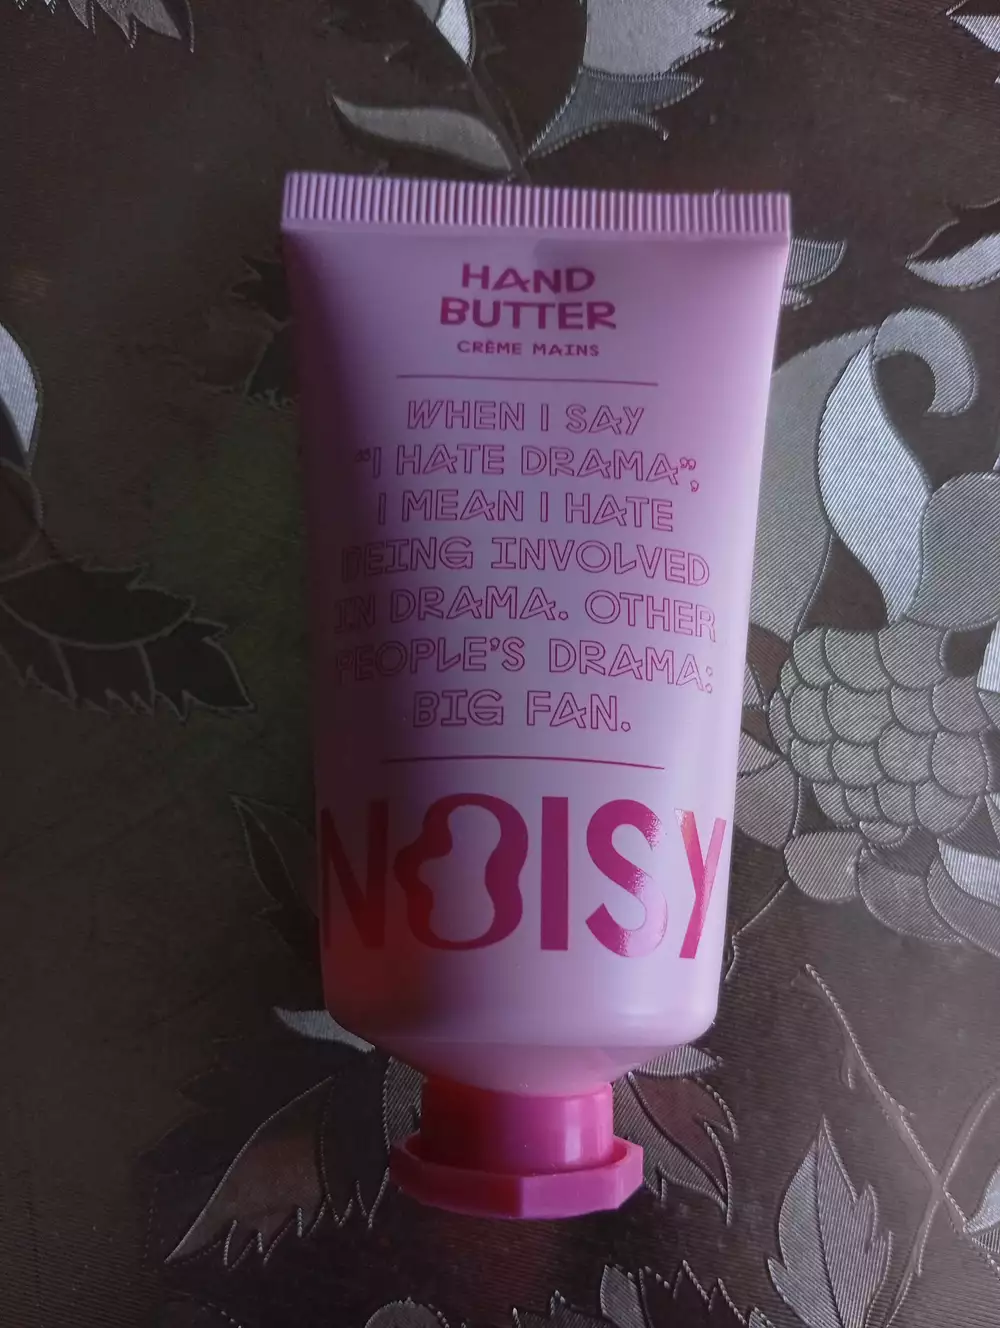 HAND
BUTTER
CRÈME MAINS
WHEN I SAY
“I HATE DRAMA”,
I MEAN I HATE
BEING INVOLVED
IN DRAMA. OTHER
PEOPLE’S DRAMA:
BIG FAN.
NOISY